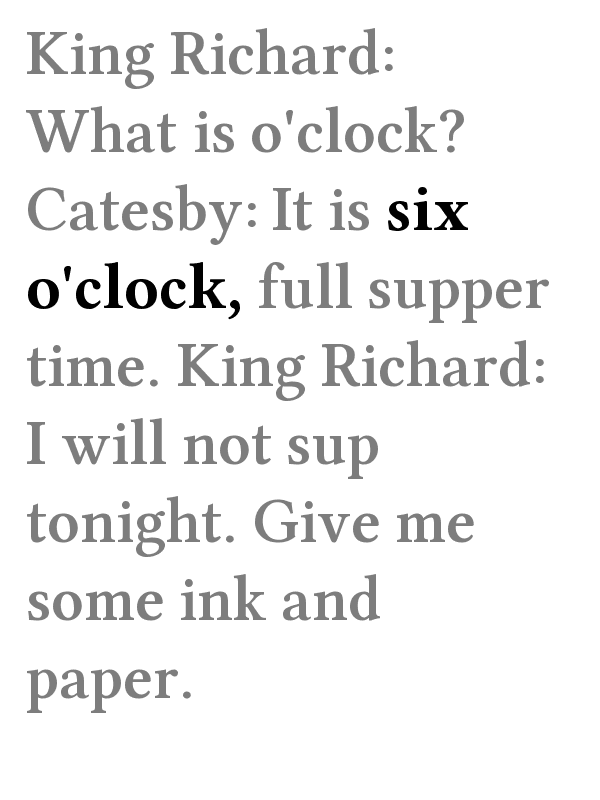 King Richard:
What is o'clock?
Catesby: It is six
o'clock, full supper
time. King Richard:
I will not sup
tonight. Give me
some ink and
paper.